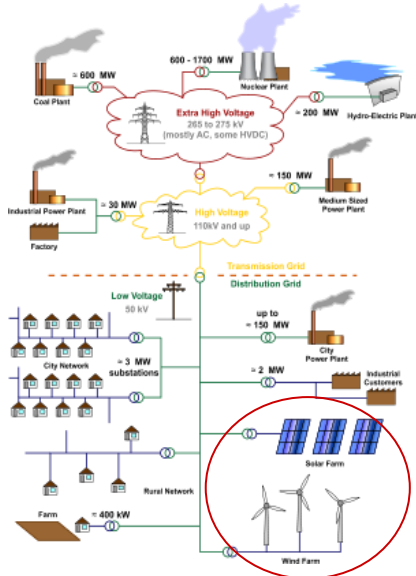 600 - 1700 MW
≈ 600 MW
Nuclear Plant
Coal Plant
Extra High Voltage
265 to 275 kV
(mostly AC, some HVDC)
≈ 200 MW
Hydro-Electric Plant
≈ 150 MW
Industrial Power Plant
≈ 30 MW
High Voltage
110kV and up
Medium Sized
Power Plant
Factory
Transmission Grid
Distribution Grid
Low Voltage
50 kV
up to
≈ 150 MW
City
Power Plant
City Network
≈ 3 MW
substations
≈ 2 MW
Industrial
Customers
Solar Farm
Rural Network
Farm
≈ 400 kW
Wind Farm